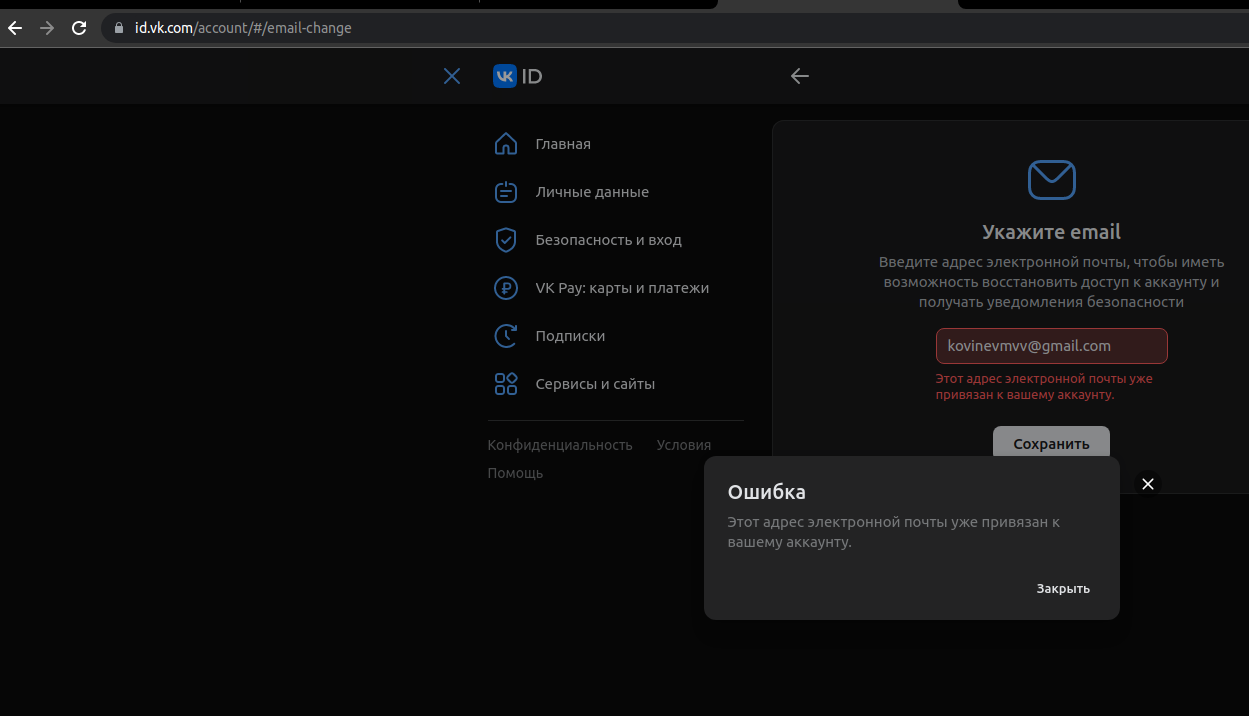 id.vk.com/account/#/email-change
VK ID
Главная
Личные данные
Безопасность и вход
VK Pay: карты и платежи
Подписки
Сервисы и сайты
Конфиденциальность Условия
Помощь
Укажите email
Введите адрес электронной почты, чтобы иметь
возможность восстановить доступ к аккаунту и
получать уведомления безопасности
kovinevmvv@gmail.com
Этот адрес электронной почты уже
привязан к вашему аккаунту.
Сохранить
Ошибка
Этот адрес электронной почты уже привязан к
вашему аккаунту.
Закрыть